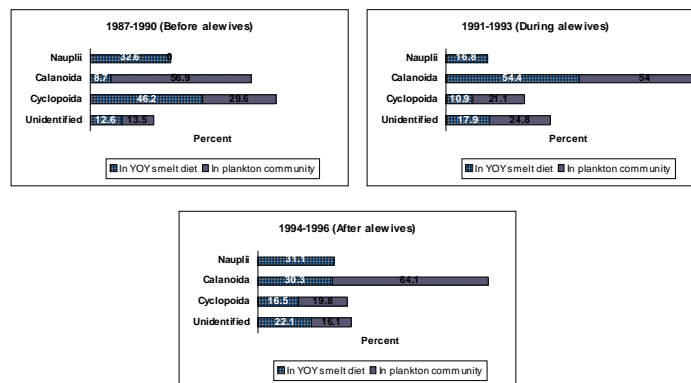 1987-1990 (Before alewives)
Nauplii 32.6 0
Calanoida 8.7 56.9
Cyclopoida 46.2 29.6
Unidentified 12.6 13.5
Percent
In YOY smelt diet In plankton community
1991-1993 (During alewives)
Nauplii 16.8
Calanoida 54.4 54
Cyclopoida 10.9 21.1
Unidentified 17.9 24.8
Percent
In YOY smelt diet In plankton community
1994-1996 (After alewives)
Nauplii 31.1
Calanoida 30.3 64.1
Cyclopoida 16.5 19.8
Unidentified 22.1 16.1
Percent
In YOY smelt diet In plankton community